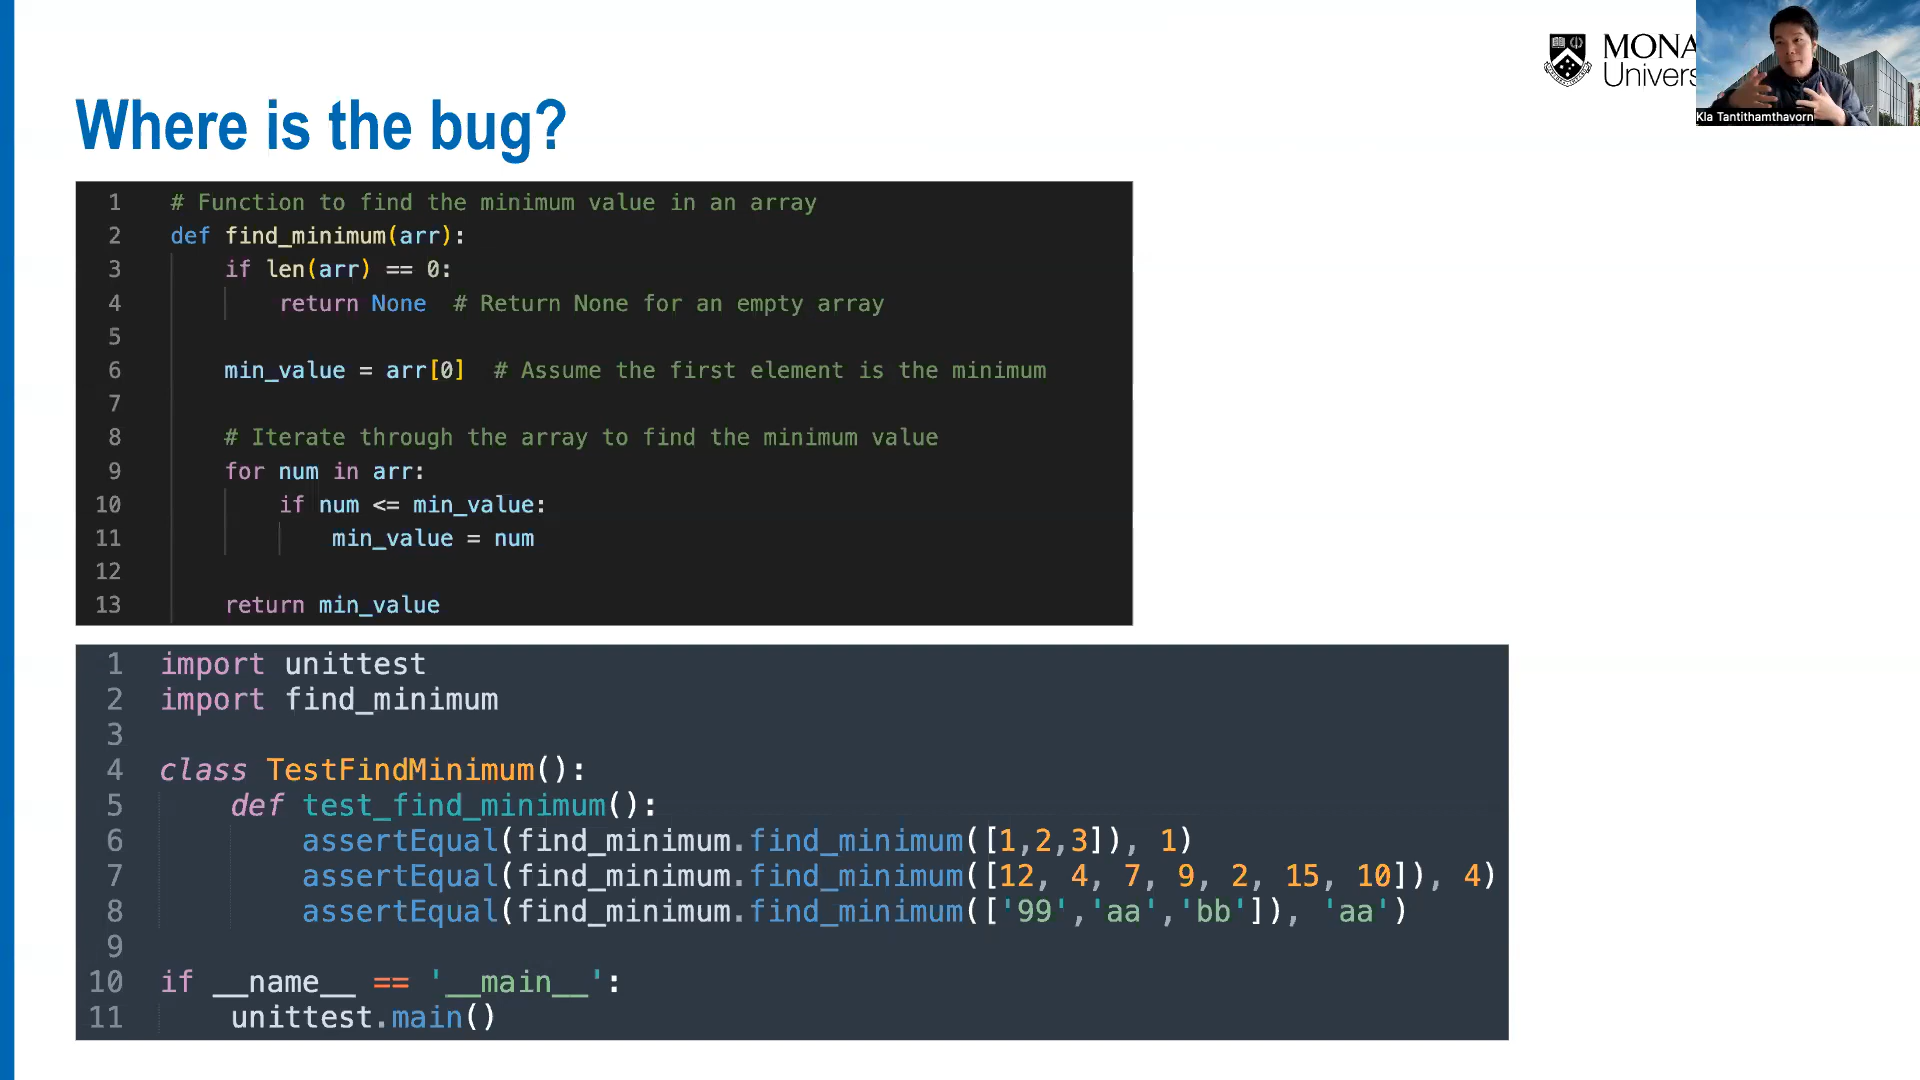 MONA
Univers
Kla Tantithamthavorn
Where is the bug?
1 # Function to find the minimum value in an array
2 def find_minimum(arr):
3 if len(arr) == 0:
4 return None # Return None for an empty array
5
6 min_value = arr[0] # Assume the first element is the minimum
7
8 # Iterate through the array to find the minimum value
9 for num in arr:
10 if num <= min_value:
11 min_value = num
12
13 return min_value
1 import unittest
2 import find_minimum
3
4 class TestFindMinimum():
5 def test_find_minimum():
6 assertEqual(find_minimum.find_minimum([1,2,3]), 1)
7 assertEqual(find_minimum.find_minimum([12, 4, 7, 9, 2, 15, 10]), 4)
8 assertEqual(find_minimum.find_minimum(['99','aa','bb']), 'aa')
9
10 if __name__ == '__main__':
11 unittest.main()